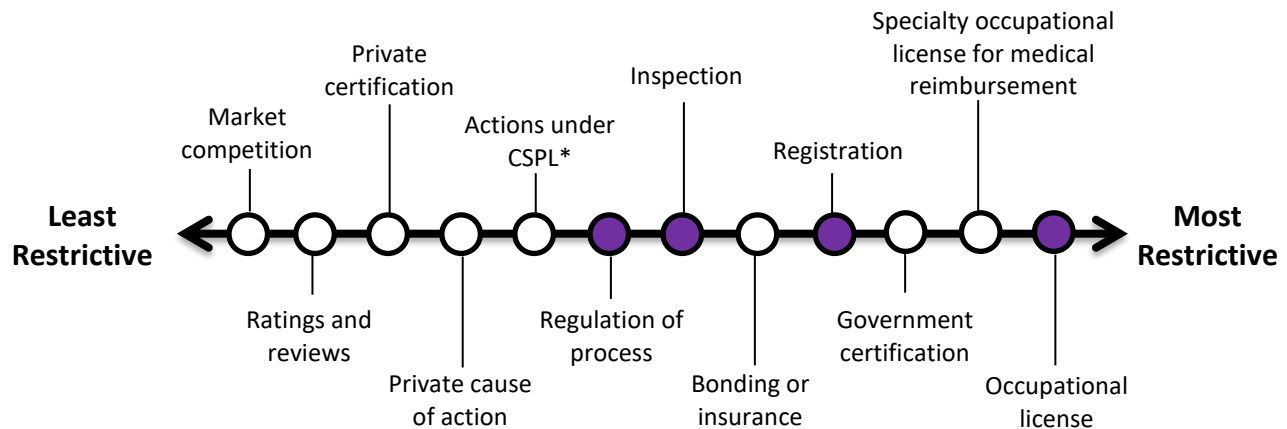 Least
Restrictive
Market
competition
Ratings and
reviews
Private
certification
Private cause
of action
Actions under
CSPL*
Regulation of
process
Inspection
Bonding or
insurance
Registration
Government
certification
Specialty occupational
license for medical
reimbursement
Occupational
license
Most
Restrictive